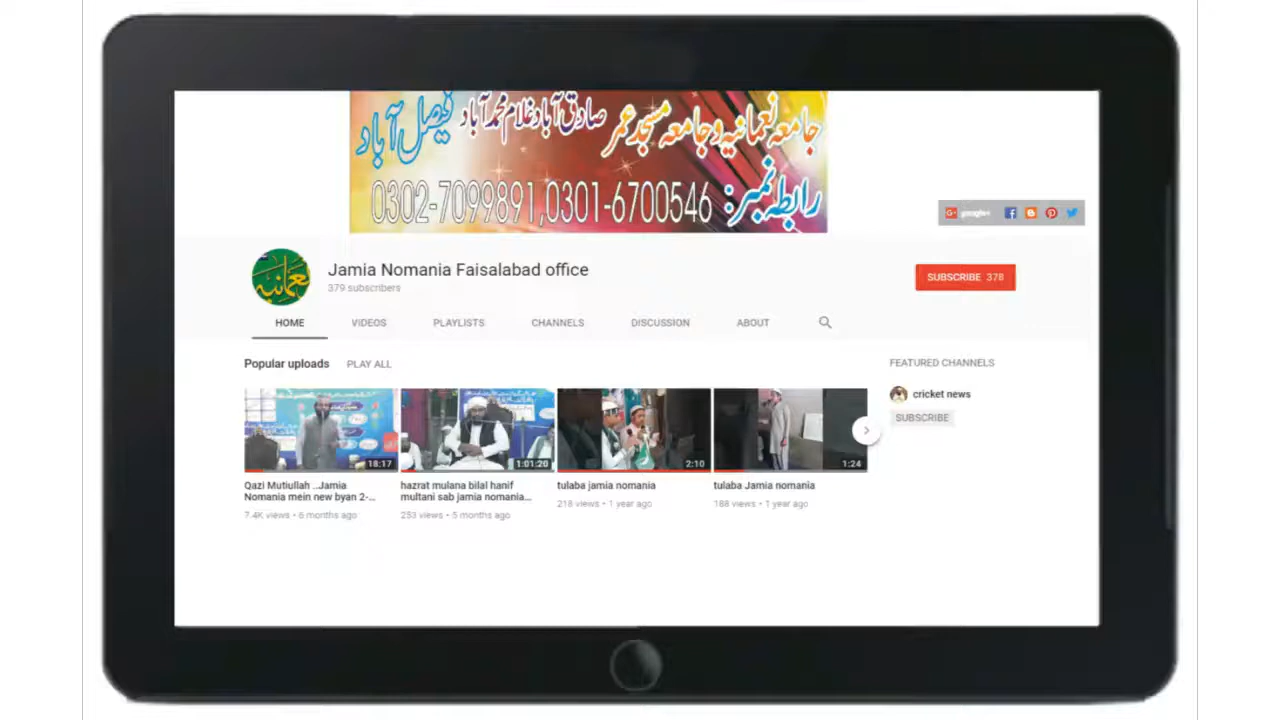 جامعہ نعمانیہ و جامعہ مسجد عمر صادق آباد غلام محمد آباد فیصل آباد
رابطہ نمبر: 0302-7099891,0301-6700546
google+
Jamia Nomania Faisalabad office
379 subscribers
SUBSCRIBE 378
HOME VIDEOS PLAYLISTS CHANNELS DISCUSSION ABOUT
Popular uploads PLAY ALL
FEATURED CHANNELS
cricket news
SUBSCRIBE
18:17 1:01:20 2:10 1:24
Qazi Mutiullah ..Jamia
Nomania mein new byan 2-...
7.4K views • 6 months ago
hazrat mulana bilal hanif
multani sab jamia nomania...
253 views • 5 months ago
tulaba jamia nomania
218 views • 1 year ago
tulaba Jamia nomania
188 views • 1 year ago